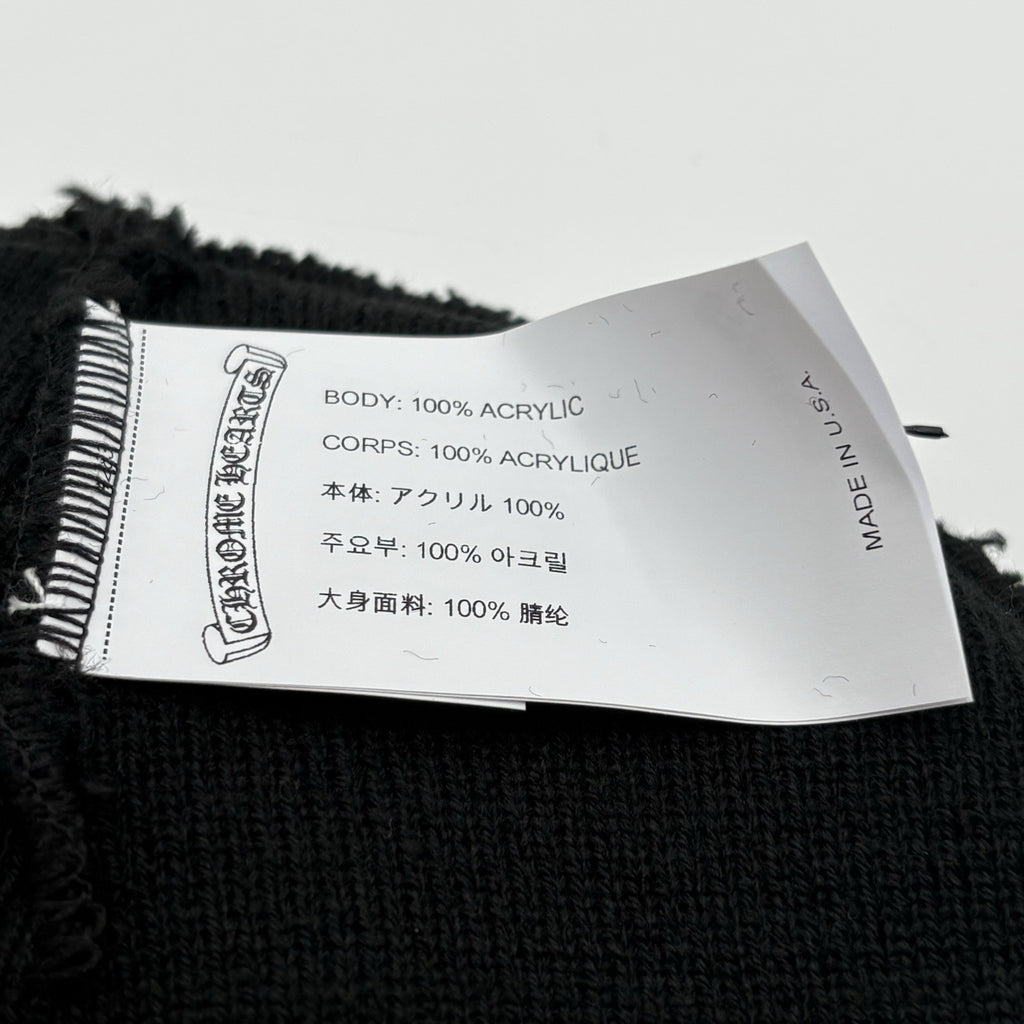 CHROME HEARTS
BODY: 100% ACRYLIC
CORPS: 100% ACRYLIQUE
本体: アクリル 100%
주요부: 100% 아크릴
大身面料: 100% 腈纶
MADE IN U.S.A.